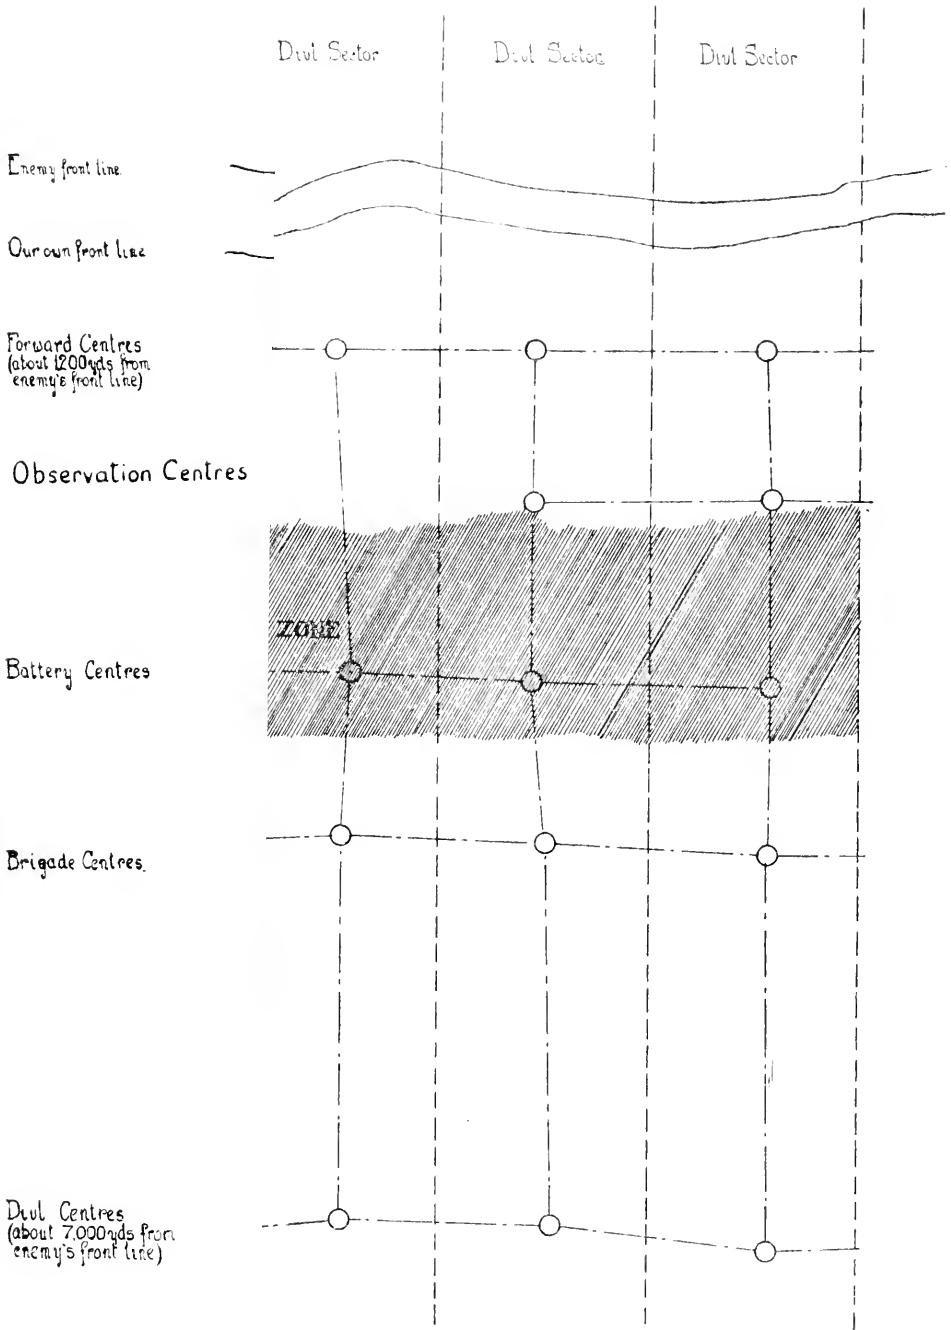 Divl Sector
Divl Sector
Divl Sector
Enemy front line.
Our own front line
Forward Centres
(about 1200yds from
enemy's front line)
Observation Centres
ZONE
Battery Centres
Brigade Centres.
Divl Centres
(about 7,000yds from
enemy's front line)